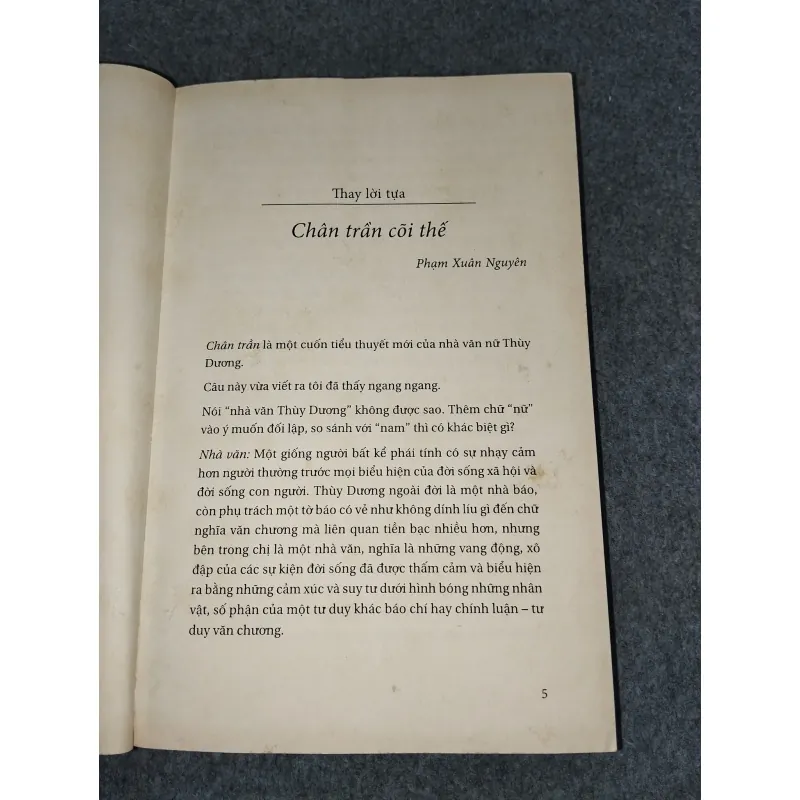 Thay lời tựa
Chân trần cõi thế
Phạm Xuân Nguyên
Chân trần là một cuốn tiểu thuyết mới của nhà văn nữ Thùy
Dương.
Câu này vừa viết ra tôi đã thấy ngang ngang.
Nói “nhà văn Thùy Dương” không được sao. Thêm chữ “nữ”
vào ý muốn đối lập, so sánh với “nam” thì có khác biệt gì?
Nhà văn: Một giống người bất kể phái tính có sự nhạy cảm
hơn người thường trước mọi biểu hiện của đời sống xã hội và
đời sống con người. Thùy Dương ngoài đời là một nhà báo,
còn phụ trách một tờ báo có vẻ như không dính líu gì đến chữ
nghĩa văn chương mà liên quan tiền bạc nhiều hơn, nhưng
bên trong chị là một nhà văn, nghĩa là những vang động, xô
đập của các sự kiện đời sống đã được thấm cảm và biểu hiện
ra bằng những cảm xúc và suy tư dưới hình bóng những nhân
vật, số phận của một tư duy khác báo chí hay chính luận – tư
duy văn chương.
5